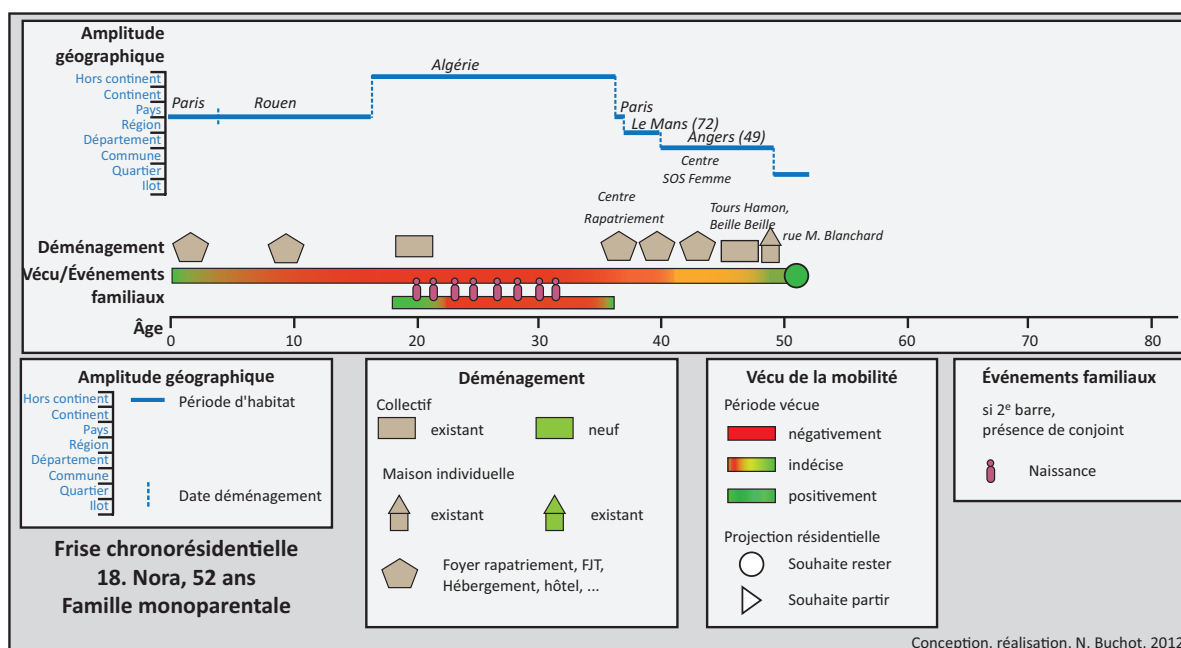 Amplitude
géographique
Hors continent
Continent
Pays
Région
Département
Commune
Quartier
Ilot
Paris
Rouen
Algérie
Paris
Le Mans (72)
Angers (49)
Centre
SOS Femme
Centre
Rapatriement
Tours Hamon,
Beille Beille
rue M. Blanchard
Déménagement
Vécu/Événements
familiaux
Âge
0 10 20 30 40 50 60 70 80
Amplitude géographique
Hors continent
Continent
Pays
Région
Département
Commune
Quartier
Ilot
Période d'habitat
Date déménagement
Frise chronorésidentielle
18. Nora, 52 ans
Famille monoparentale
Déménagement
Collectif
existant
neuf
Maison individuelle
existant
existant
Foyer rapatriement, FJT,
Hébergement, hôtel, ...
Vécu de la mobilité
Période vécue
négativement
indécise
positivement
Projection résidentielle
Souhaite rester
Souhaite partir
Événements familiaux
si 2e barre,
présence de conjoint
Naissance
Conception, réalisation, N. Buchot, 2012